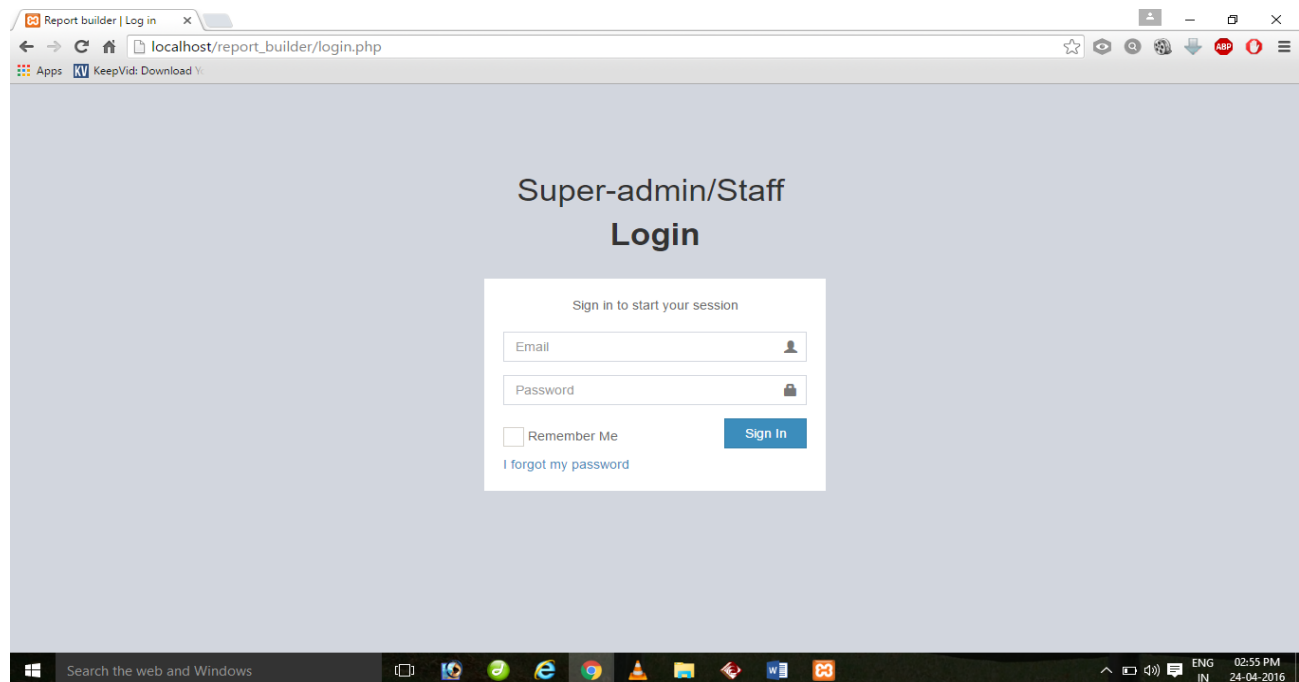 Report builder | Log in
localhost/report_builder/login.php
ABP
Apps KV KeepVid: Download
Super-admin/Staff
Login
Sign in to start your session
Email
Password
Remember Me
Sign In
I forgot my password
Search the web and Windows
ENG
IN
02:55 PM
24-04-2016